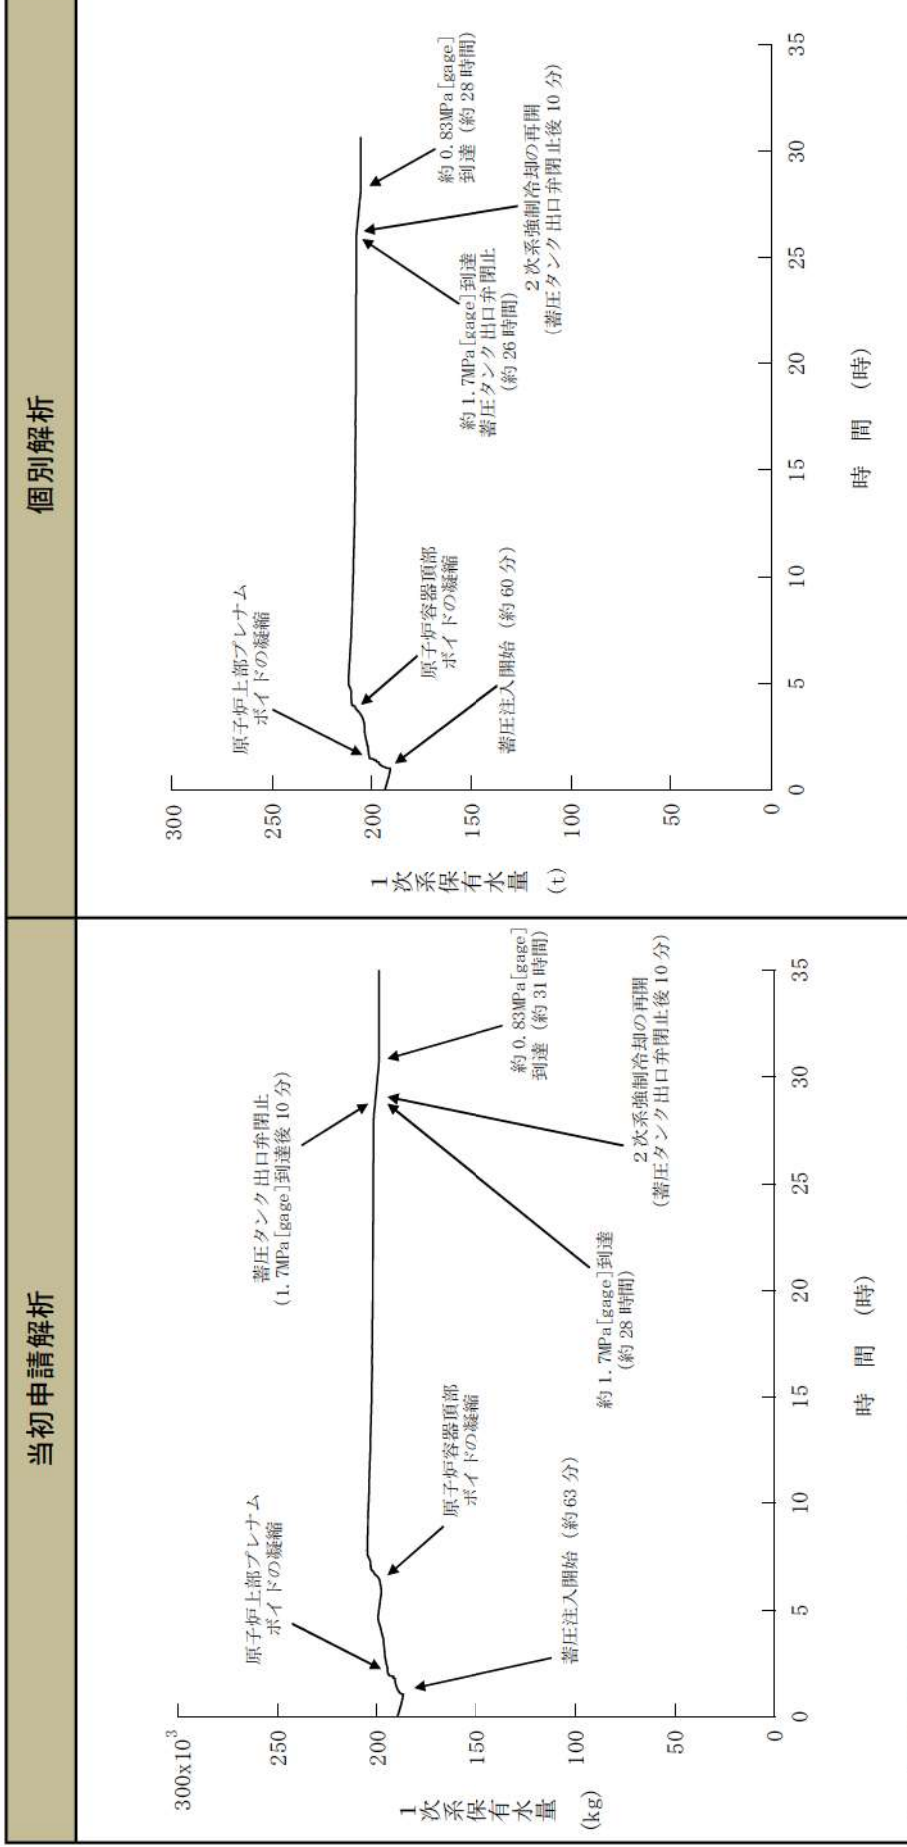 当初申請解析
300x10³
250
200
150
100
50
0
1次系保有水量
(kg)
0
5
10
15
20
25
30
35
時　間　(時)
原子炉上部プレナム
ボイドの凝縮
蓄圧タンク出口弁閉止
(1.7MPa[gage]到達後10分)
原子炉容器頂部
ボイドの凝縮
蓄圧注入開始（約63分）
約1.7MPa[gage]到達
（約28時間）
約0.83MPa[gage]
到達（約31時間）
2次系強制冷却の再開
（蓄圧タンク出口弁閉止後10分）
個別解析
300
250
200
150
100
50
0
1次系保有水量
(t)
0
5
10
15
20
25
30
35
時　間　(時)
原子炉上部プレナム
ボイドの凝縮
原子炉容器頂部
ボイドの凝縮
蓄圧注入開始（約60分）
約1.7MPa[gage]到達
蓄圧タンク出口弁閉止
（約26時間）
2次系強制冷却の再開
（蓄圧タンク出口弁閉止後10分）
約0.83MPa[gage]
到達（約28時間）